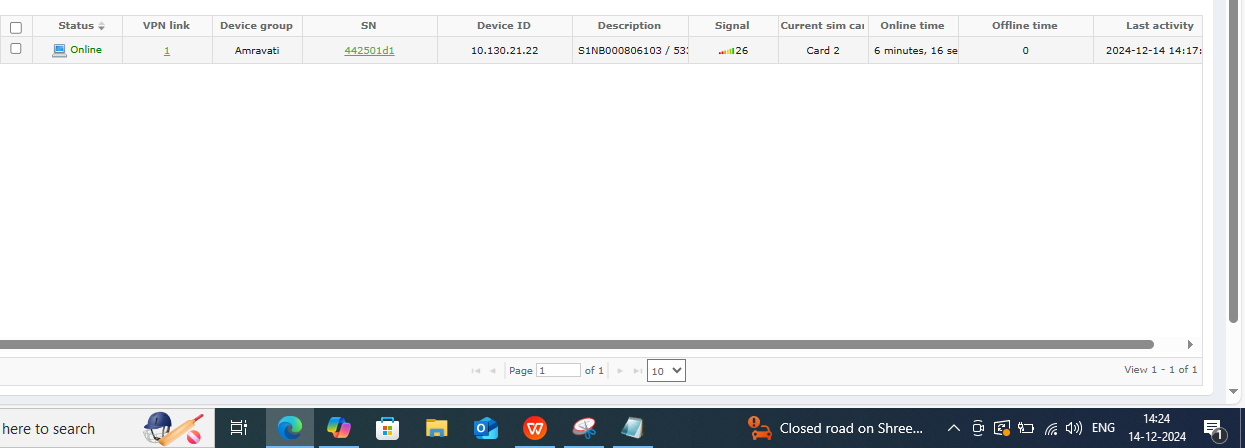 Status VPN link Device group SN Device ID Description Signal Current sim car Online time Offline time Last activity
Online 1 Amravati 442501d1 10.130.21.22 S1NB000806103 / 533 26 Card 2 6 minutes, 16 se 0 2024-12-14 14:17:
Page 1 of 1 10 View 1 - 1 of 1
here to search Closed road on Shree... ENG 14:24
14-12-2024 1